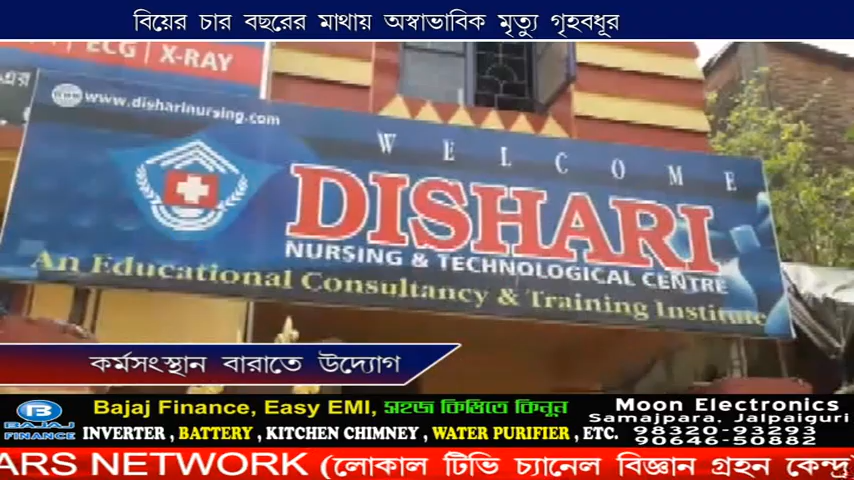 বিয়ের চার বছরের মাথায় অস্বাভাবিক মৃত্যু গৃহবধূর
ECG | X-RAY
এর
www.disharinursing.com
WELCOME
DISHARI
NURSING & TECHNOLOGICAL CENTRE
An Educational Consultancy & Training Institute
কর্মসংস্থান বারাতে উদ্যোগ
B
BAJAJ
FINANCE
Bajaj Finance, Easy EMI, সহজ কিস্তিতে কিনুন
INVERTER , BATTERY , KITCHEN CHIMNEY , WATER PURIFIER , ETC.
Moon Electronics
Samajpara, Jalpaiguri
98320-93293
90646-50882
ARS NETWORK (লোকাল টিভি চ্যানেল বিজ্ঞান গ্রহন কেন্দ্র)